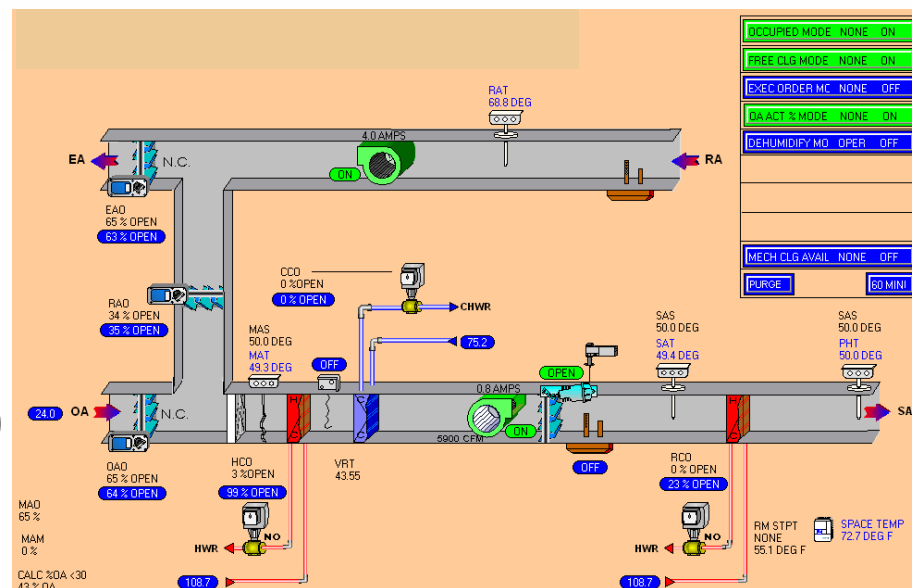 OCCUPIED MODE NONE ON
FREE CLG MODE NONE ON
EXEC ORDER MC NONE OFF
OA ACT % MODE NONE ON
DEHUMIDIFY MO OPER OFF
MECH CLG AVAIL NONE OFF
PURGE
60 MINI
RAT
68.8 DEG
4.0 AMPS
EA
N.C.
ON
RA
EAO
65 % OPEN
63 % OPEN
CCO
0 %OPEN
0 % OPEN
CHWR
75.2
RAO
34 % OPEN
35 % OPEN
MAS
50.0 DEG
MAT
49.3 DEG
OFF
OPEN
0.8 AMPS
SAS
50.0 DEG
SAT
49.4 DEG
SAS
50.0 DEG
PHT
50.0 DEG
24.0
OA
N.C.
H
C
C
C
ON
5900 CFM
H
C
SA
OAO
65 % OPEN
64 % OPEN
HCO
3 %OPEN
99 % OPEN
VRT
43.55
OFF
RCO
0 % OPEN
23 % OPEN
MAO
65 %
MAM
0 %
CALC %OA <30
43 % OA
NO
HWR
108.7
NO
HWR
108.7
RM STPT
NONE
55.1 DEG F
SPACE TEMP
72.7 DEG F